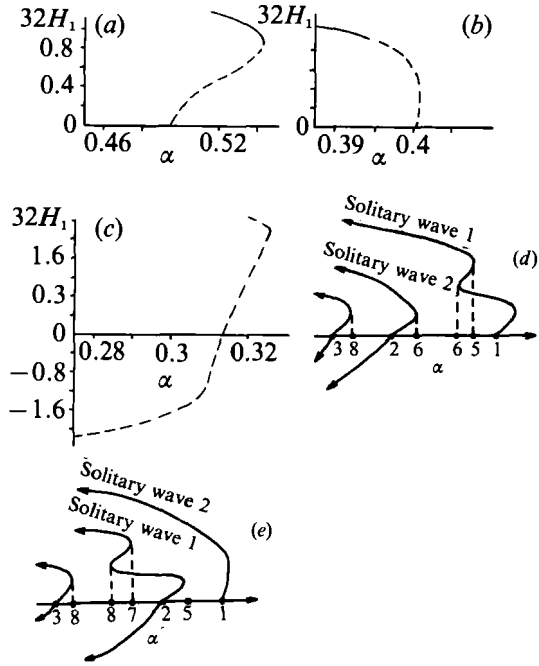 32H₁ (a)
0.8
0.4
0
0.46 0.52
α
32H₁ (b)
0
0.39 0.4
α
32H₁ (c)
1.6
0.3
0
0.28 0.3 0.32
α
−0.8
−1.6
Solitary wave 1
Solitary wave 2
(d)
3 8 2 6 6 5 1
α
Solitary wave 2
Solitary wave 1
(e)
3 8 8 7 2 5 1
α